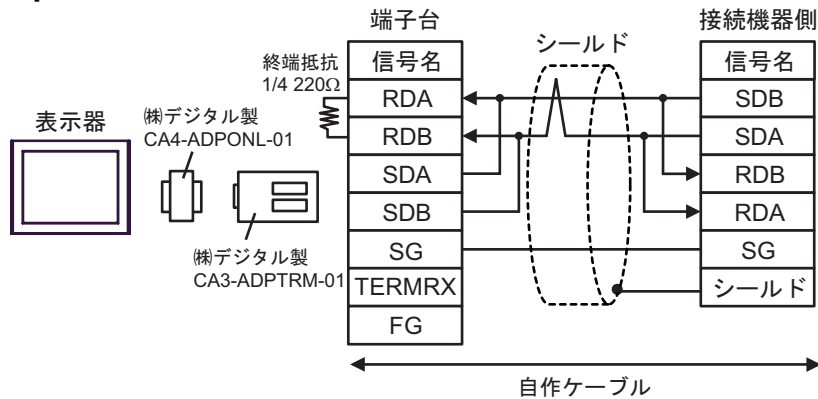 端子台
接続機器側
シールド
終端抵抗
1/4 220Ω
信号名
RDA
RDB
SDA
SDB
SG
TERMRX
FG
信号名
SDB
SDA
RDB
RDA
SG
シールド
表示器
㈱デジタル製
CA4-ADPONL-01
㈱デジタル製
CA3-ADPTRM-01
自作ケーブル